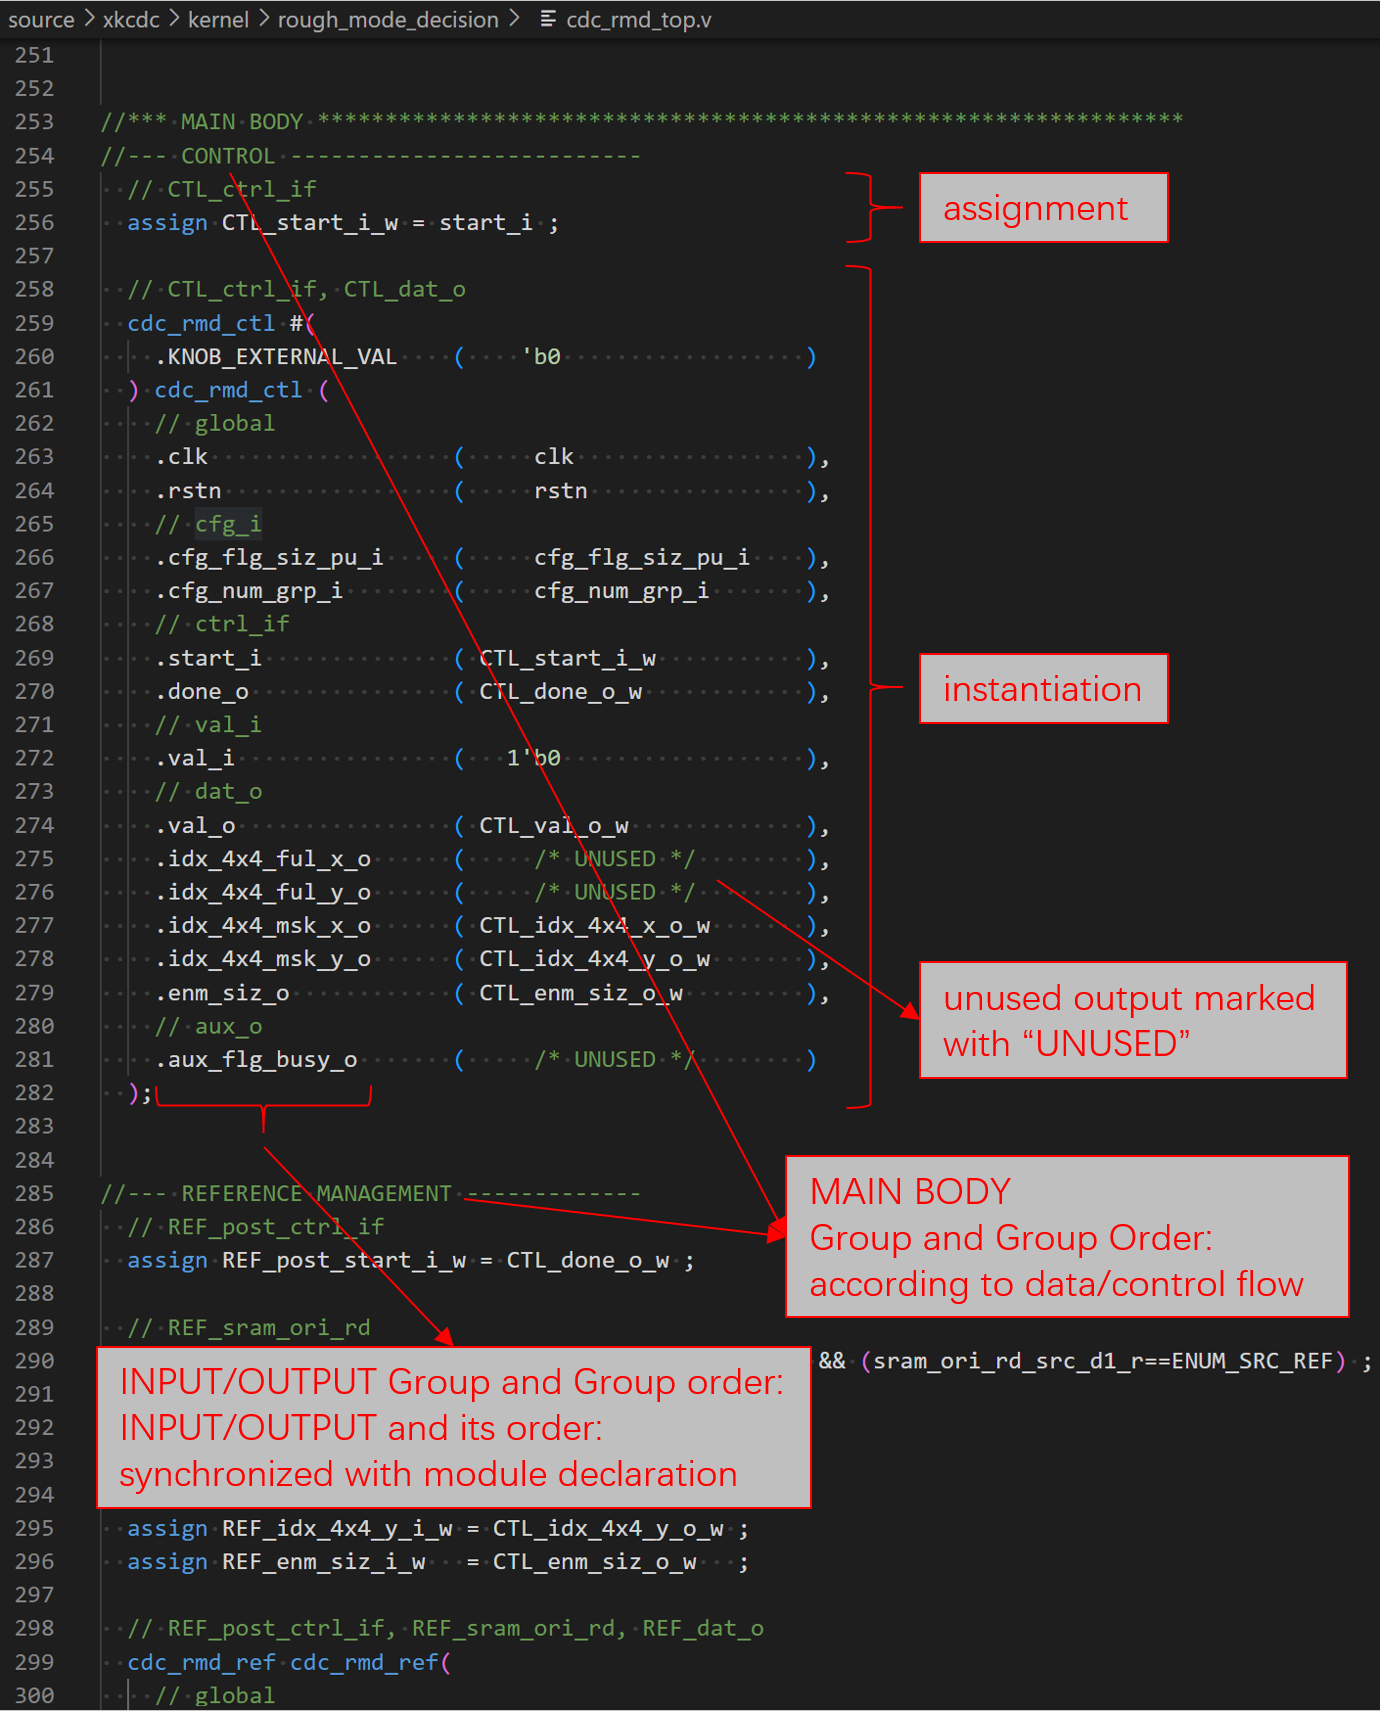 source > xkcdc > kernel > rough_mode_decision > cdc_rmd_top.v
251
252
253 //*** MAIN BODY ****************************************************************
254 //--- CONTROL --------------------------
255 // CTL_ctrl_if
256 assign CTL_start_i_w = start_i ;
assignment
257
258 // CTL_ctrl_if, CTL_dat_o
259 cdc_rmd_ctl #(
260 .KNOB_EXTERNAL_VAL ( 'b0 )
261 ) cdc_rmd_ctl (
262 // global
263 .clk ( clk ),
264 .rstn ( rstn ),
265 // cfg_i
266 .cfg_flg_siz_pu_i ( cfg_flg_siz_pu_i ),
267 .cfg_num_grp_i ( cfg_num_grp_i ),
268 // ctrl_if
269 .start_i ( CTL_start_i_w ),
270 .done_o ( CTL_done_o_w ),
instantiation
271 // val_i
272 .val_i ( 1'b0 ),
273 // dat_o
274 .val_o ( CTL_val_o_w ),
275 .idx_4x4_ful_x_o ( /* UNUSED */ ),
276 .idx_4x4_ful_y_o ( /* UNUSED */ ),
277 .idx_4x4_msk_x_o ( CTL_idx_4x4_x_o_w ),
278 .idx_4x4_msk_y_o ( CTL_idx_4x4_y_o_w ),
279 .enm_siz_o ( CTL_enm_siz_o_w ),
280 // aux_o
281 .aux_flg_busy_o ( /* UNUSED */ )
unused output marked
with “UNUSED”
282 );
283
284
285 //--- REFERENCE MANAGEMENT -------------
286 // REF_post_ctrl_if
287 assign REF_post_start_i_w = CTL_done_o_w ;
MAIN BODY
Group and Group Order:
according to data/control flow
288
289 // REF_sram_ori_rd
290 && (sram_ori_rd_src_d1_r==ENUM_SRC_REF) ;
291
292
293
294
INPUT/OUTPUT Group and Group order:
INPUT/OUTPUT and its order:
synchronized with module declaration
295 assign REF_idx_4x4_y_i_w = CTL_idx_4x4_y_o_w ;
296 assign REF_enm_siz_i_w = CTL_enm_siz_o_w ;
297
298 // REF_post_ctrl_if, REF_sram_ori_rd, REF_dat_o
299 cdc_rmd_ref cdc_rmd_ref(
300 // global